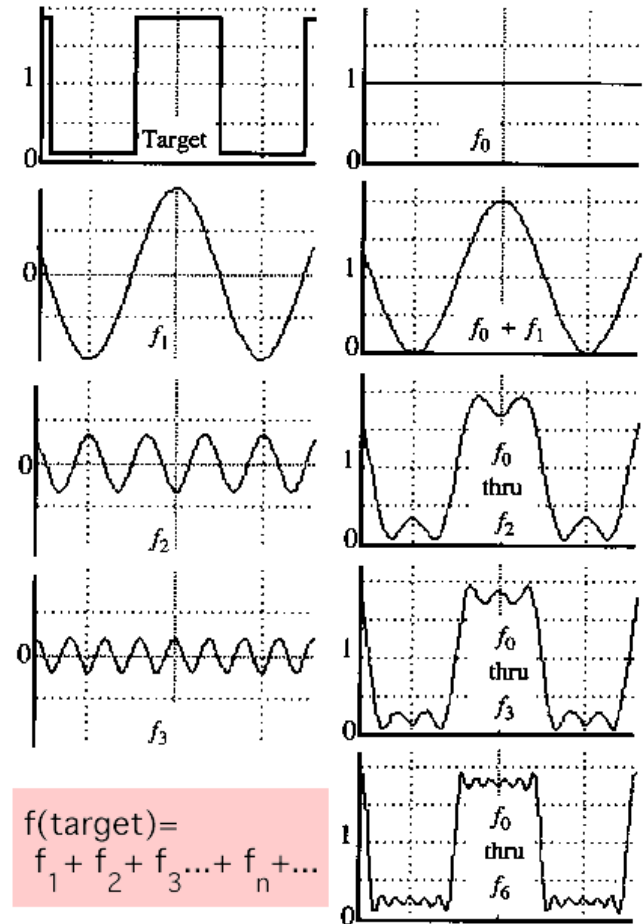 1
0
Target
1
0
f0
0
f1
1
0
f0 + f1
0
f2
1
0
f0
thru
f2
0
f3
1
0
f0
thru
f3
f(target)=
f1 + f2 + f3...+ fn+...
1
0
f0
thru
f6